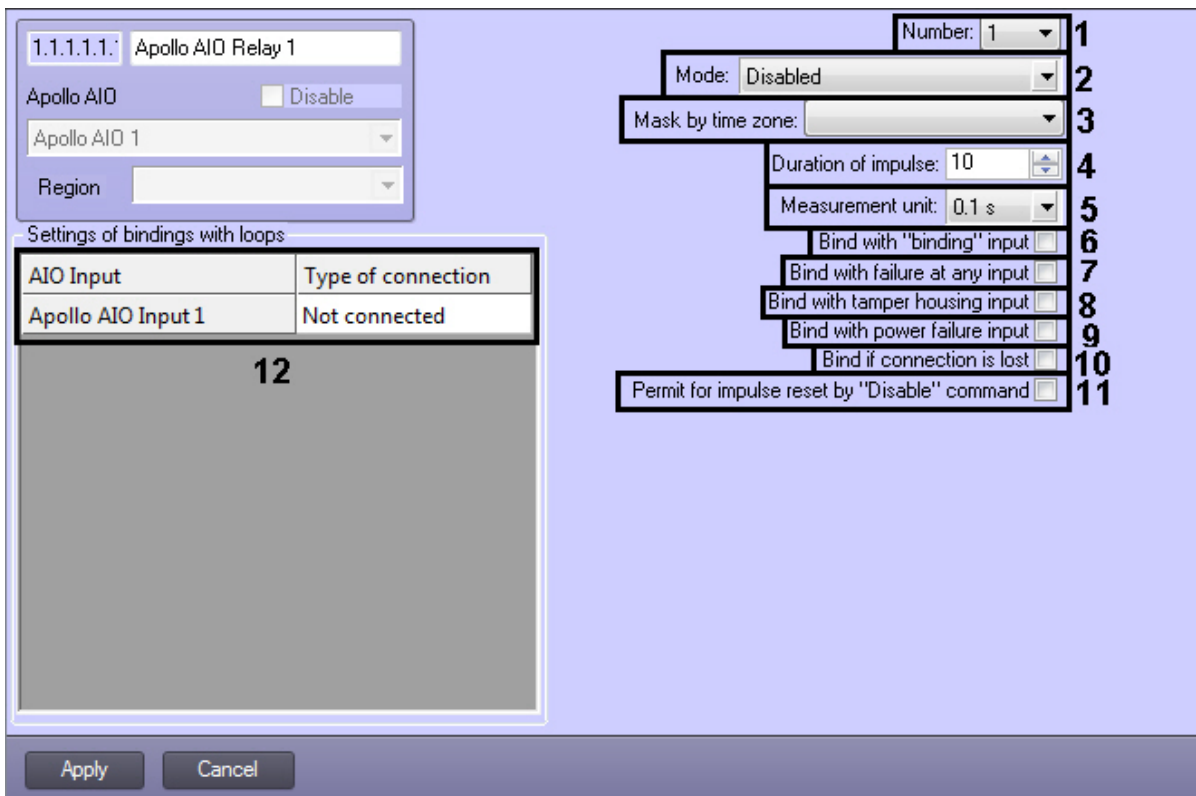 1.1.1.1.1 Apollo AIO Relay 1
Apollo AIO Disable
Apollo AIO 1
Region
Settings of bindings with loops
AIO Input Type of connection
Apollo AIO Input 1 Not connected
12
Number: 1 1
Mode: Disabled 2
Mask by time zone: 3
Duration of impulse: 10 4
Measurement unit: 0.1 s 5
Bind with "binding" input 6
Bind with failure at any input 7
Bind with tamper housing input 8
Bind with power failure input 9
Bind if connection is lost 10
Permit for impulse reset by "Disable" command 11
Apply Cancel